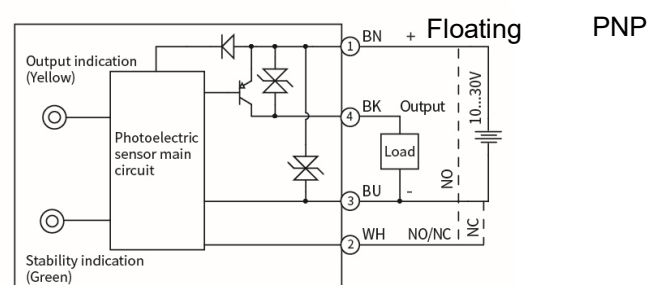 Floating
PNP
Output indication
(Yellow)
1
BN
+
10...30V
4
BK
Output
Photoelectric
sensor main
circuit
Load
NO
3
BU
-
2
WH
NO/NC
NC
Stability indication
(Green)